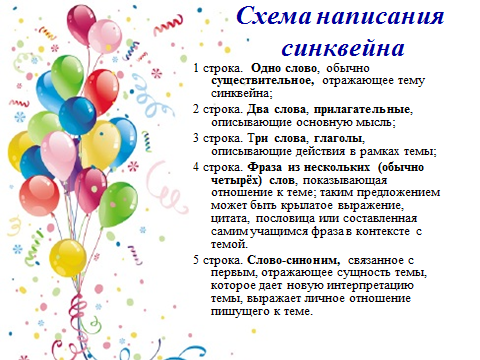 Схема написания
синквейна
1 строка. Одно слово, обычно
существительное, отражающее тему
синквейна;
2 строка. Два слова, прилагательные,
описывающие основную мысль;
3 строка. Три слова, глаголы,
описывающие действия в рамках темы;
4 строка. Фраза из нескольких (обычно
четырёх) слов, показывающая
отношение к теме; таким предложением
может быть крылатое выражение,
цитата, пословица или составленная
самим учащимся фраза в контексте с
темой.
5 строка. Слово-синоним, связанное с
первым, отражающее сущность темы,
которое дает новую интерпретацию
темы, выражает личное отношение
пишущего к теме.